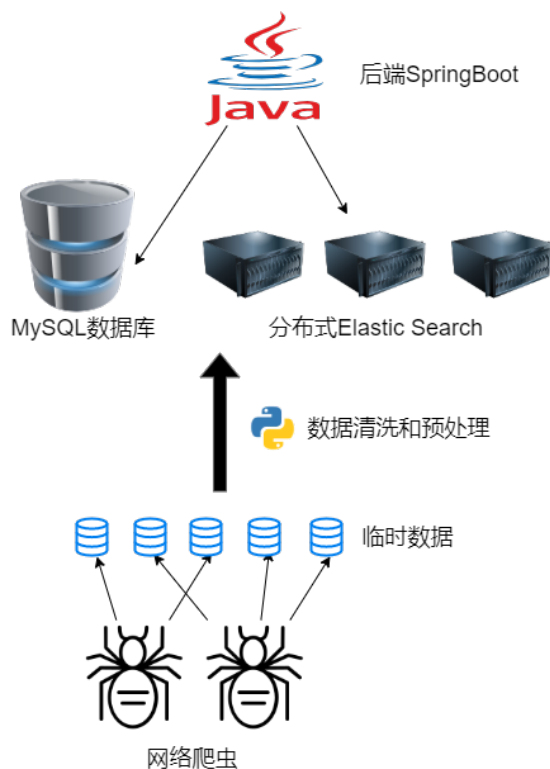 后端SpringBoot
Java
MySQL数据库
分布式Elastic Search
数据清洗和预处理
临时数据
网络爬虫